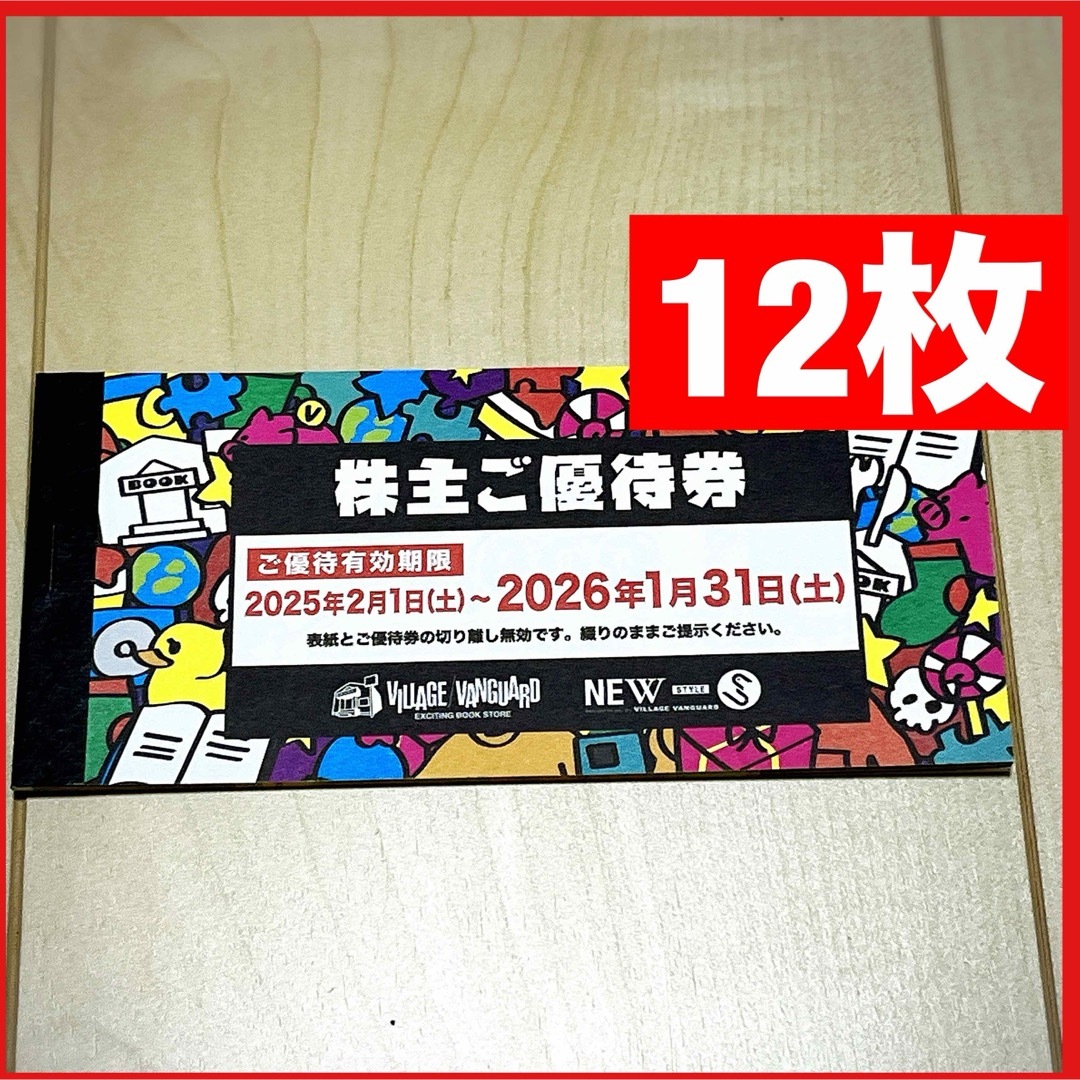 12枚
BOOK
株主ご優待券
ご優待有効期限
2025年2月1日(土)~2026年1月31日(土)
表紙とご優待券の切り離し無効です。綴りのままご提示ください。
VILLAGE/VANGUARD
EXCITING BOOK STORE
NEW STYLE
VILLAGE VANGUARD